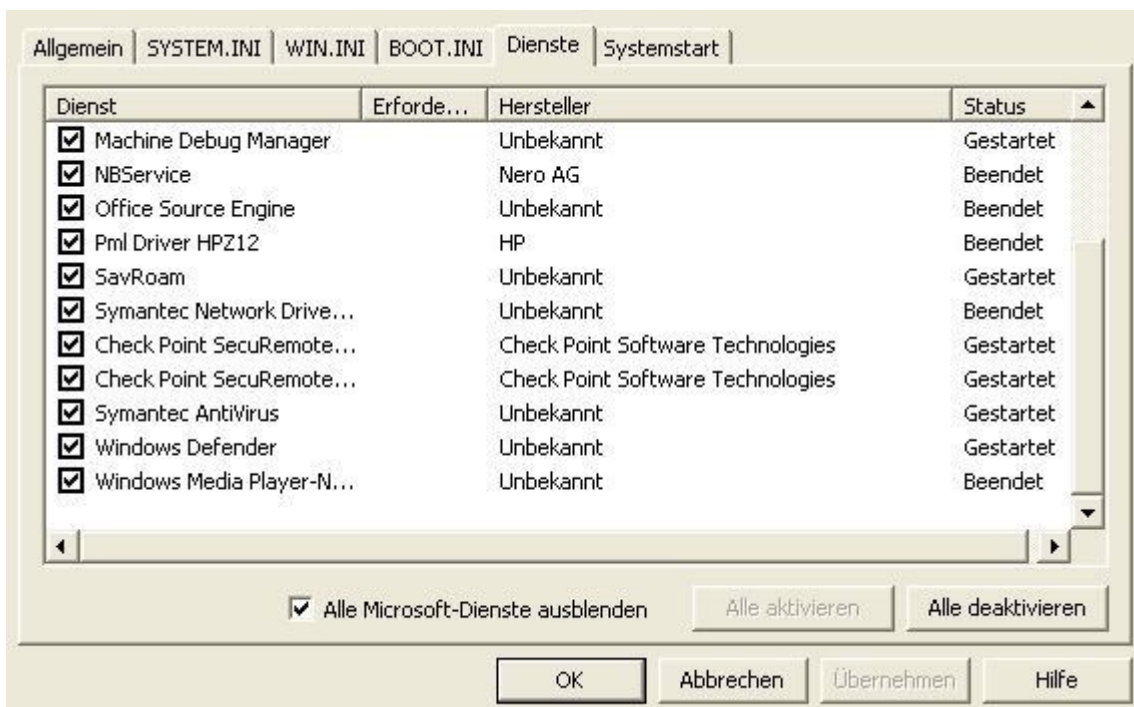 Allgemein SYSTEM.INI WIN.INI BOOT.INI Dienste Systemstart
Dienst Erforde... Hersteller Status
Machine Debug Manager Unbekannt Gestartet
NBService Nero AG Beendet
Office Source Engine Unbekannt Beendet
Pml Driver HPZ12 HP Beendet
SavRoam Unbekannt Gestartet
Symantec Network Drive... Unbekannt Beendet
Check Point SecuRemote... Check Point Software Technologies Gestartet
Check Point SecuRemote... Check Point Software Technologies Gestartet
Symantec AntiVirus Unbekannt Gestartet
Windows Defender Unbekannt Gestartet
Windows Media Player-N... Unbekannt Beendet
Alle Microsoft-Dienste ausblenden Alle aktivieren Alle deaktivieren
OK Abbrechen Übernehmen Hilfe